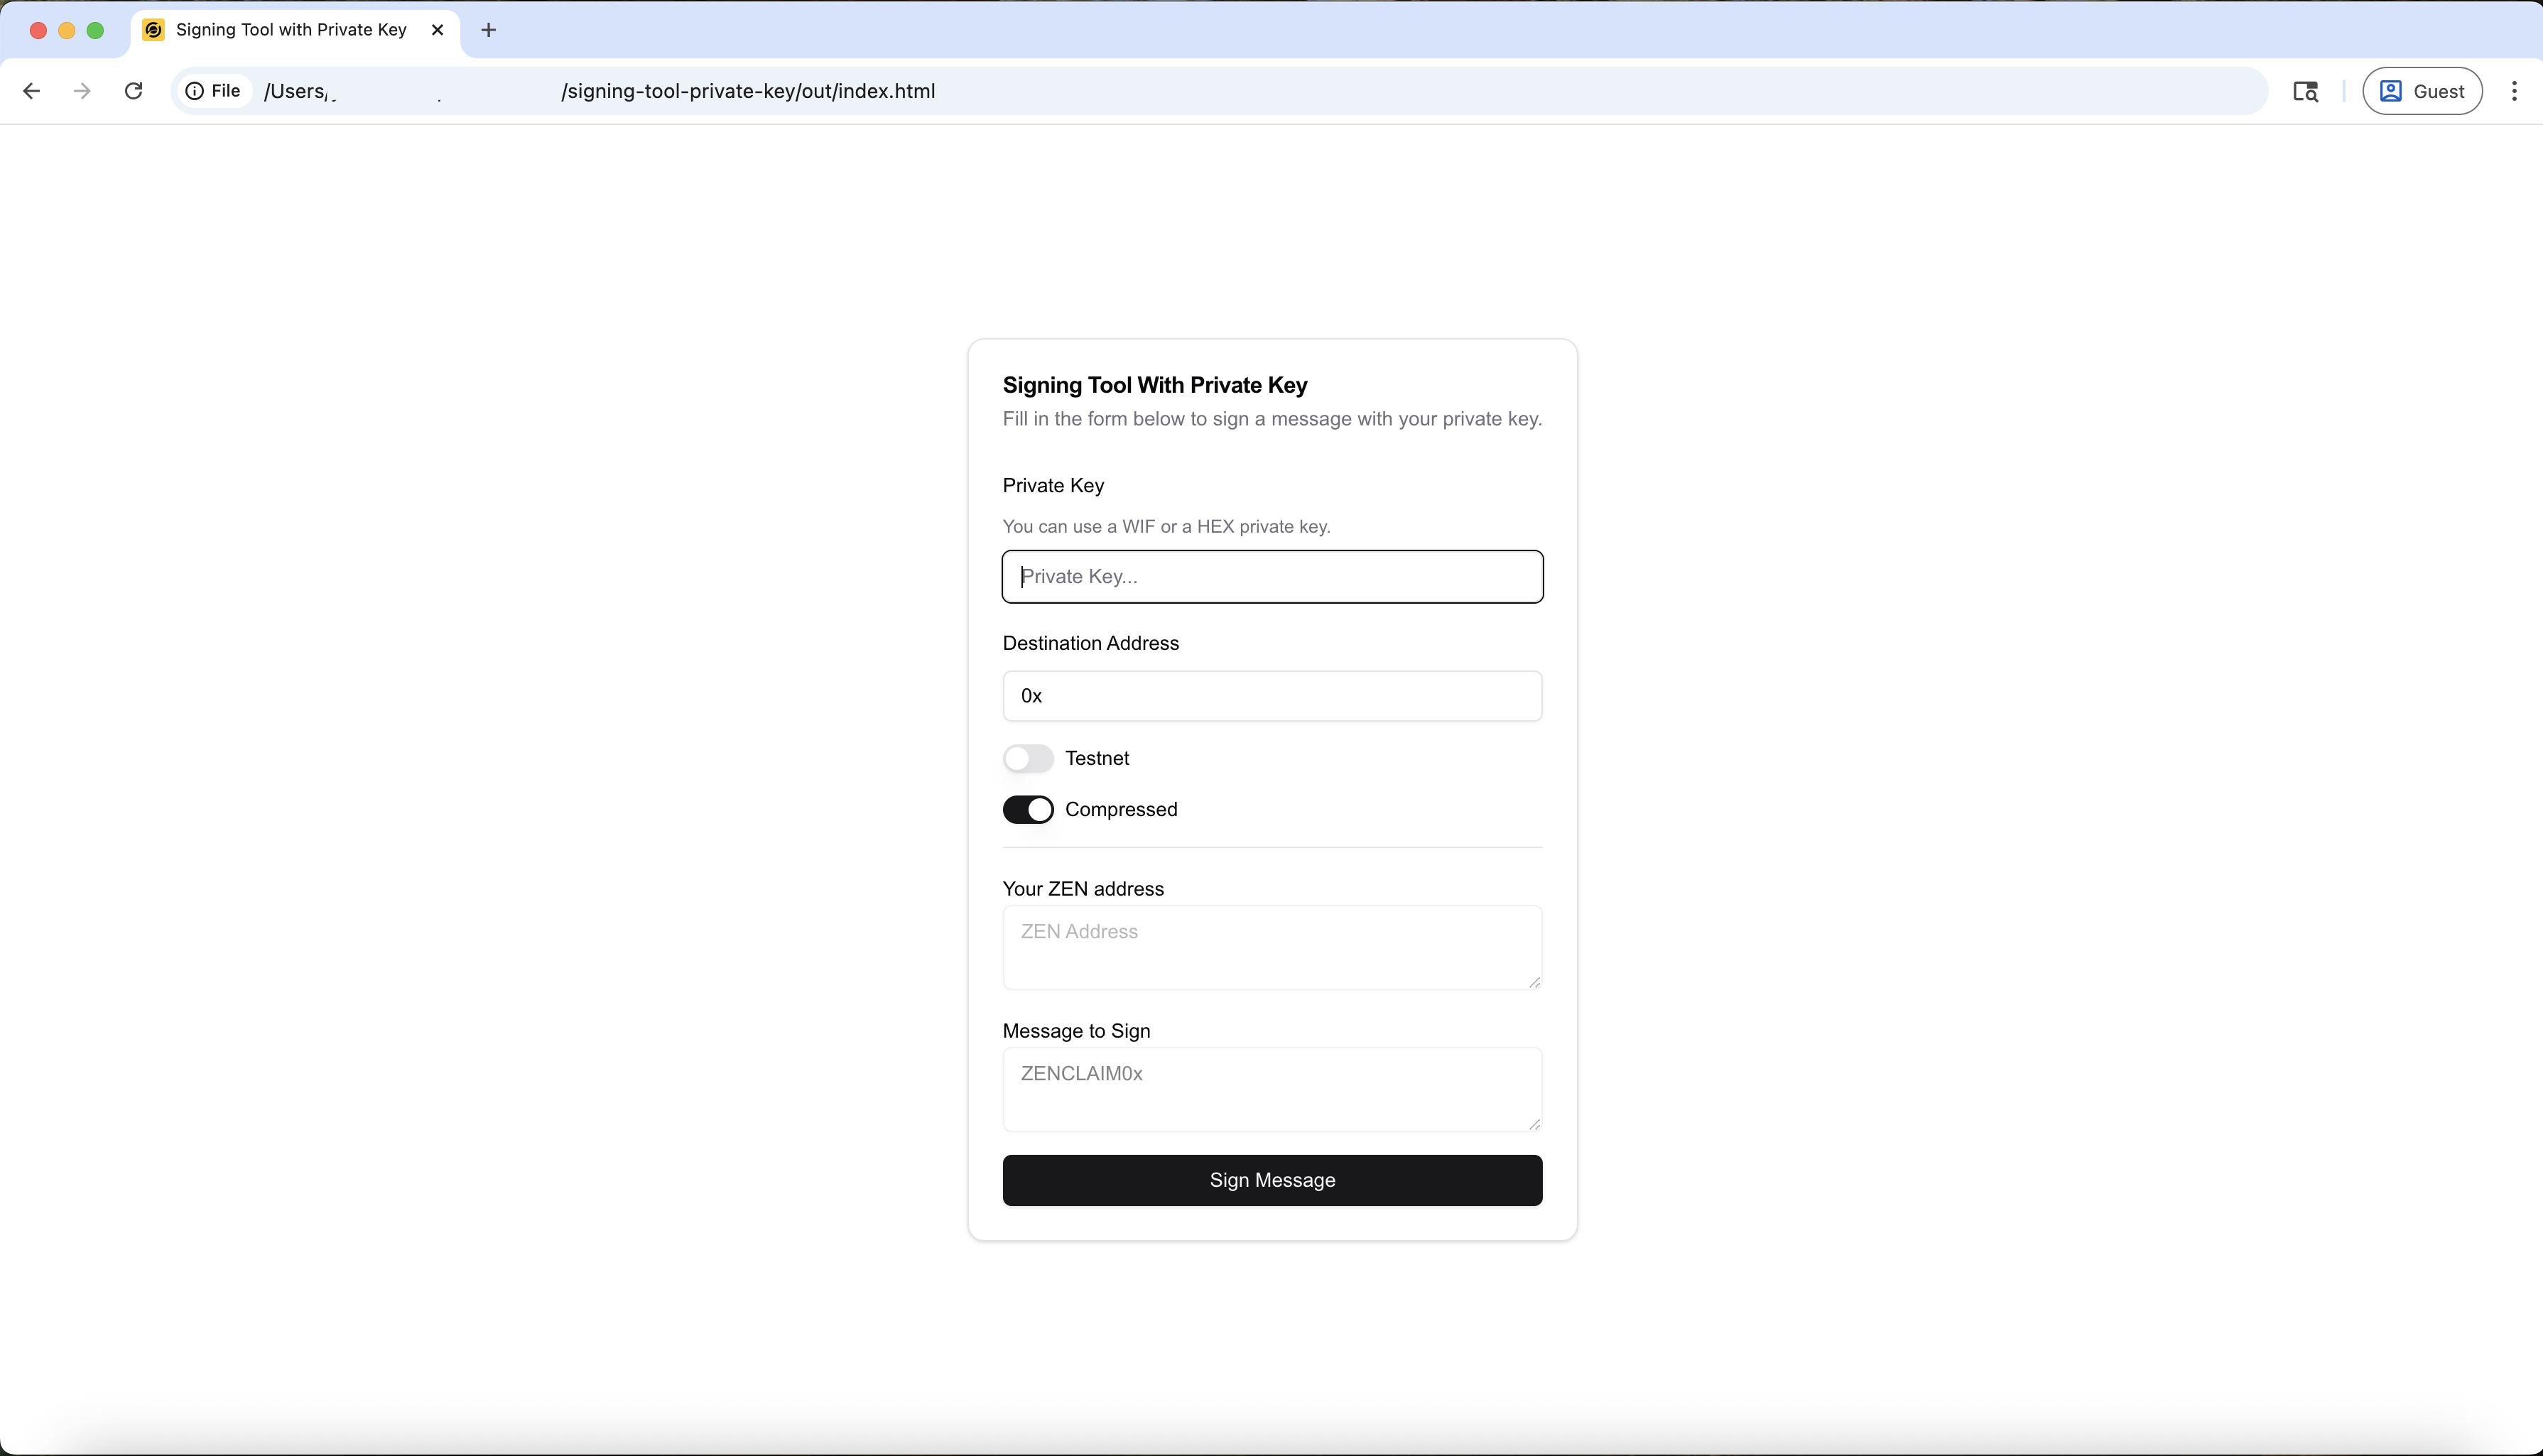 Signing Tool with Private Key
File /Users/ /signing-tool-private-key/out/index.html
Guest
Signing Tool With Private Key
Fill in the form below to sign a message with your private key.
Private Key
You can use a WIF or a HEX private key.
Private Key...
Destination Address
0x
Testnet
Compressed
Your ZEN address
ZEN Address
Message to Sign
ZENCLAIM0x
Sign Message